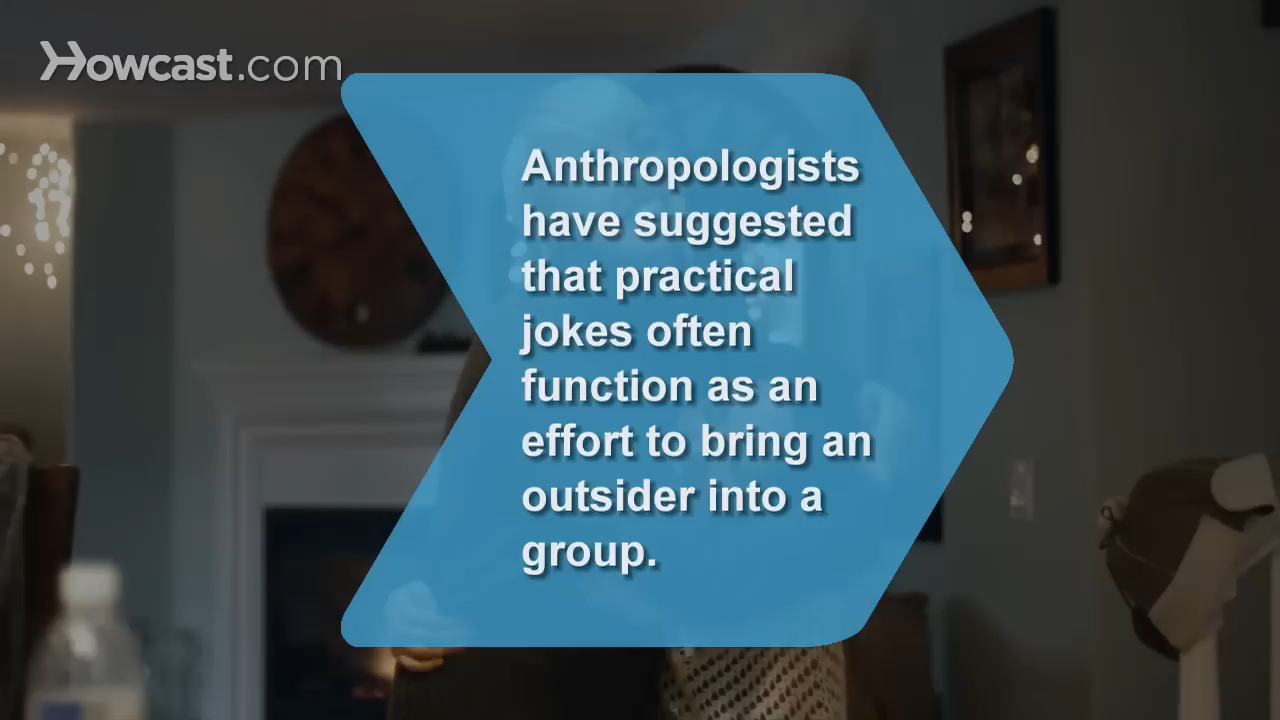 Howcast.com
Anthropologists
have suggested
that practical
jokes often
function as an
effort to bring an
outsider into a
group.